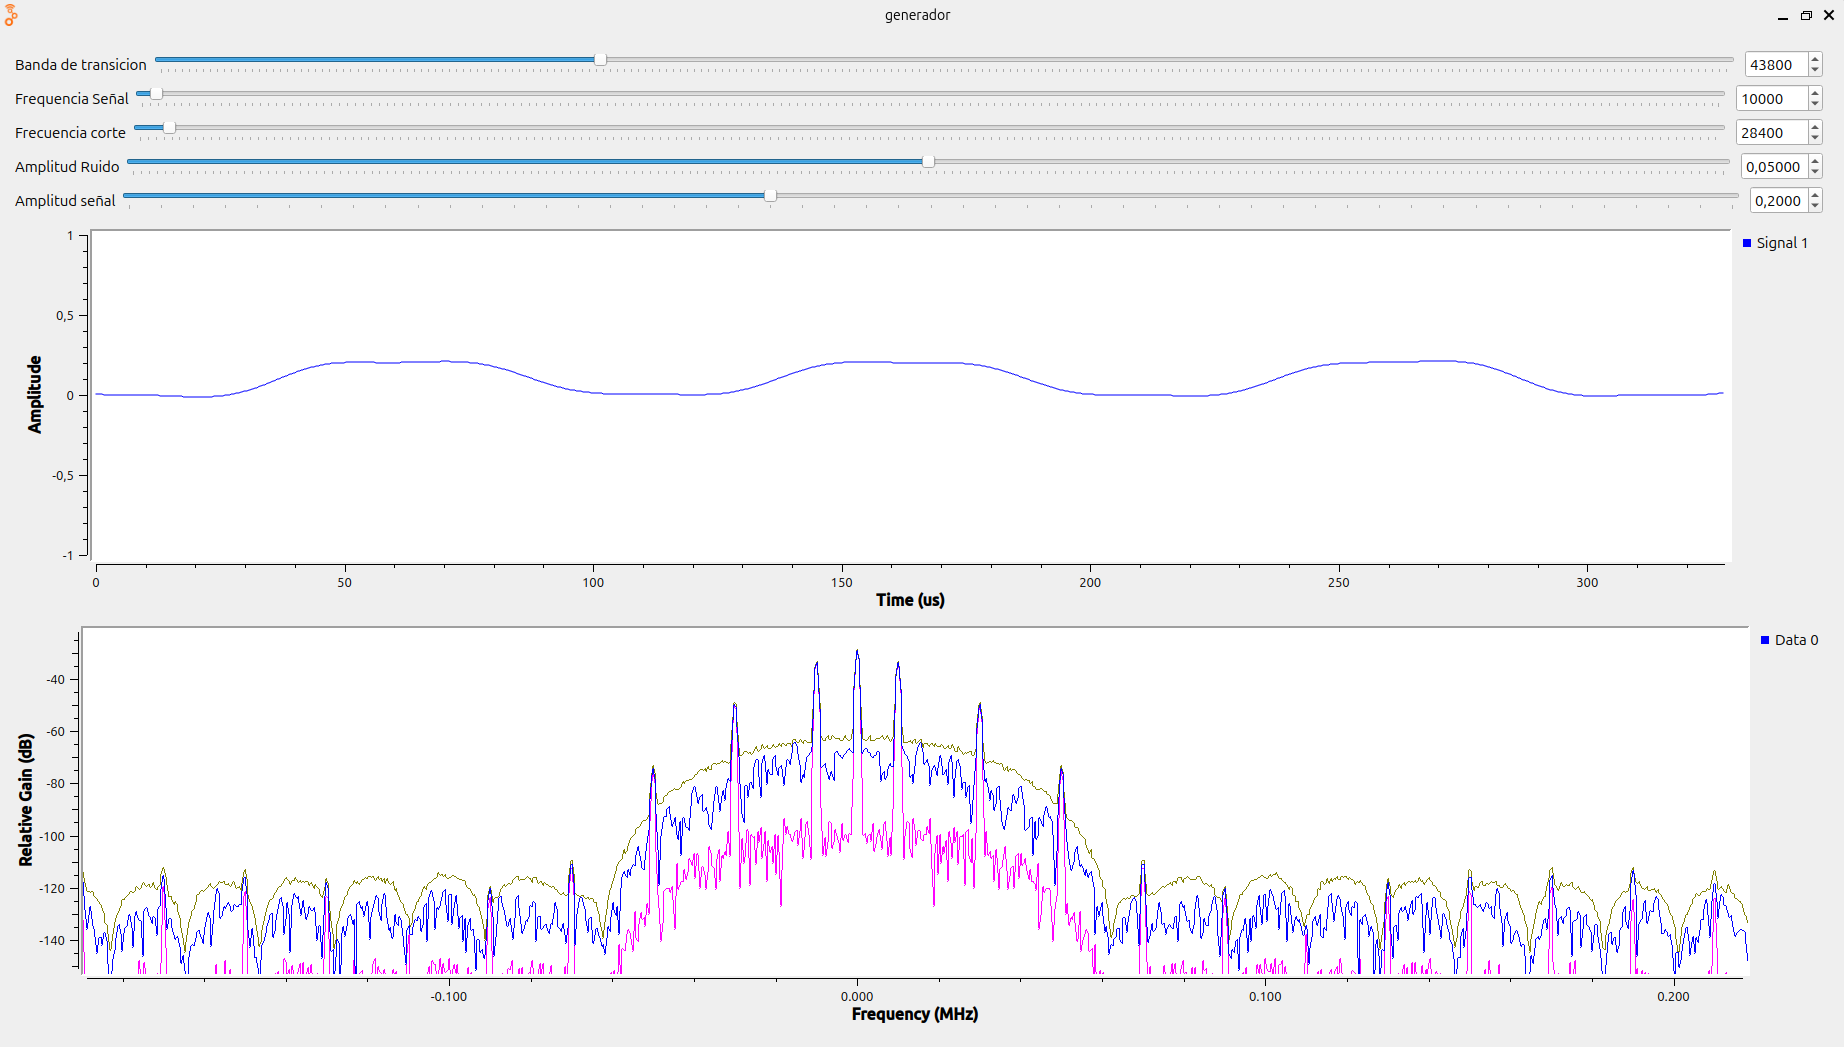 generador
Banda de transicion 43800
Frequencia Señal 10000
Frecuencia corte 28400
Amplitud Ruido 0,05000
Amplitud señal 0,2000
1
0,5
0
-0,5
-1
Amplitude
Signal 1
0 50 100 150 200 250 300
Time (us)
-40
-60
-80
-100
-120
-140
Relative Gain (dB)
Data 0
-0.100 0.000 0.100 0.200
Frequency (MHz)